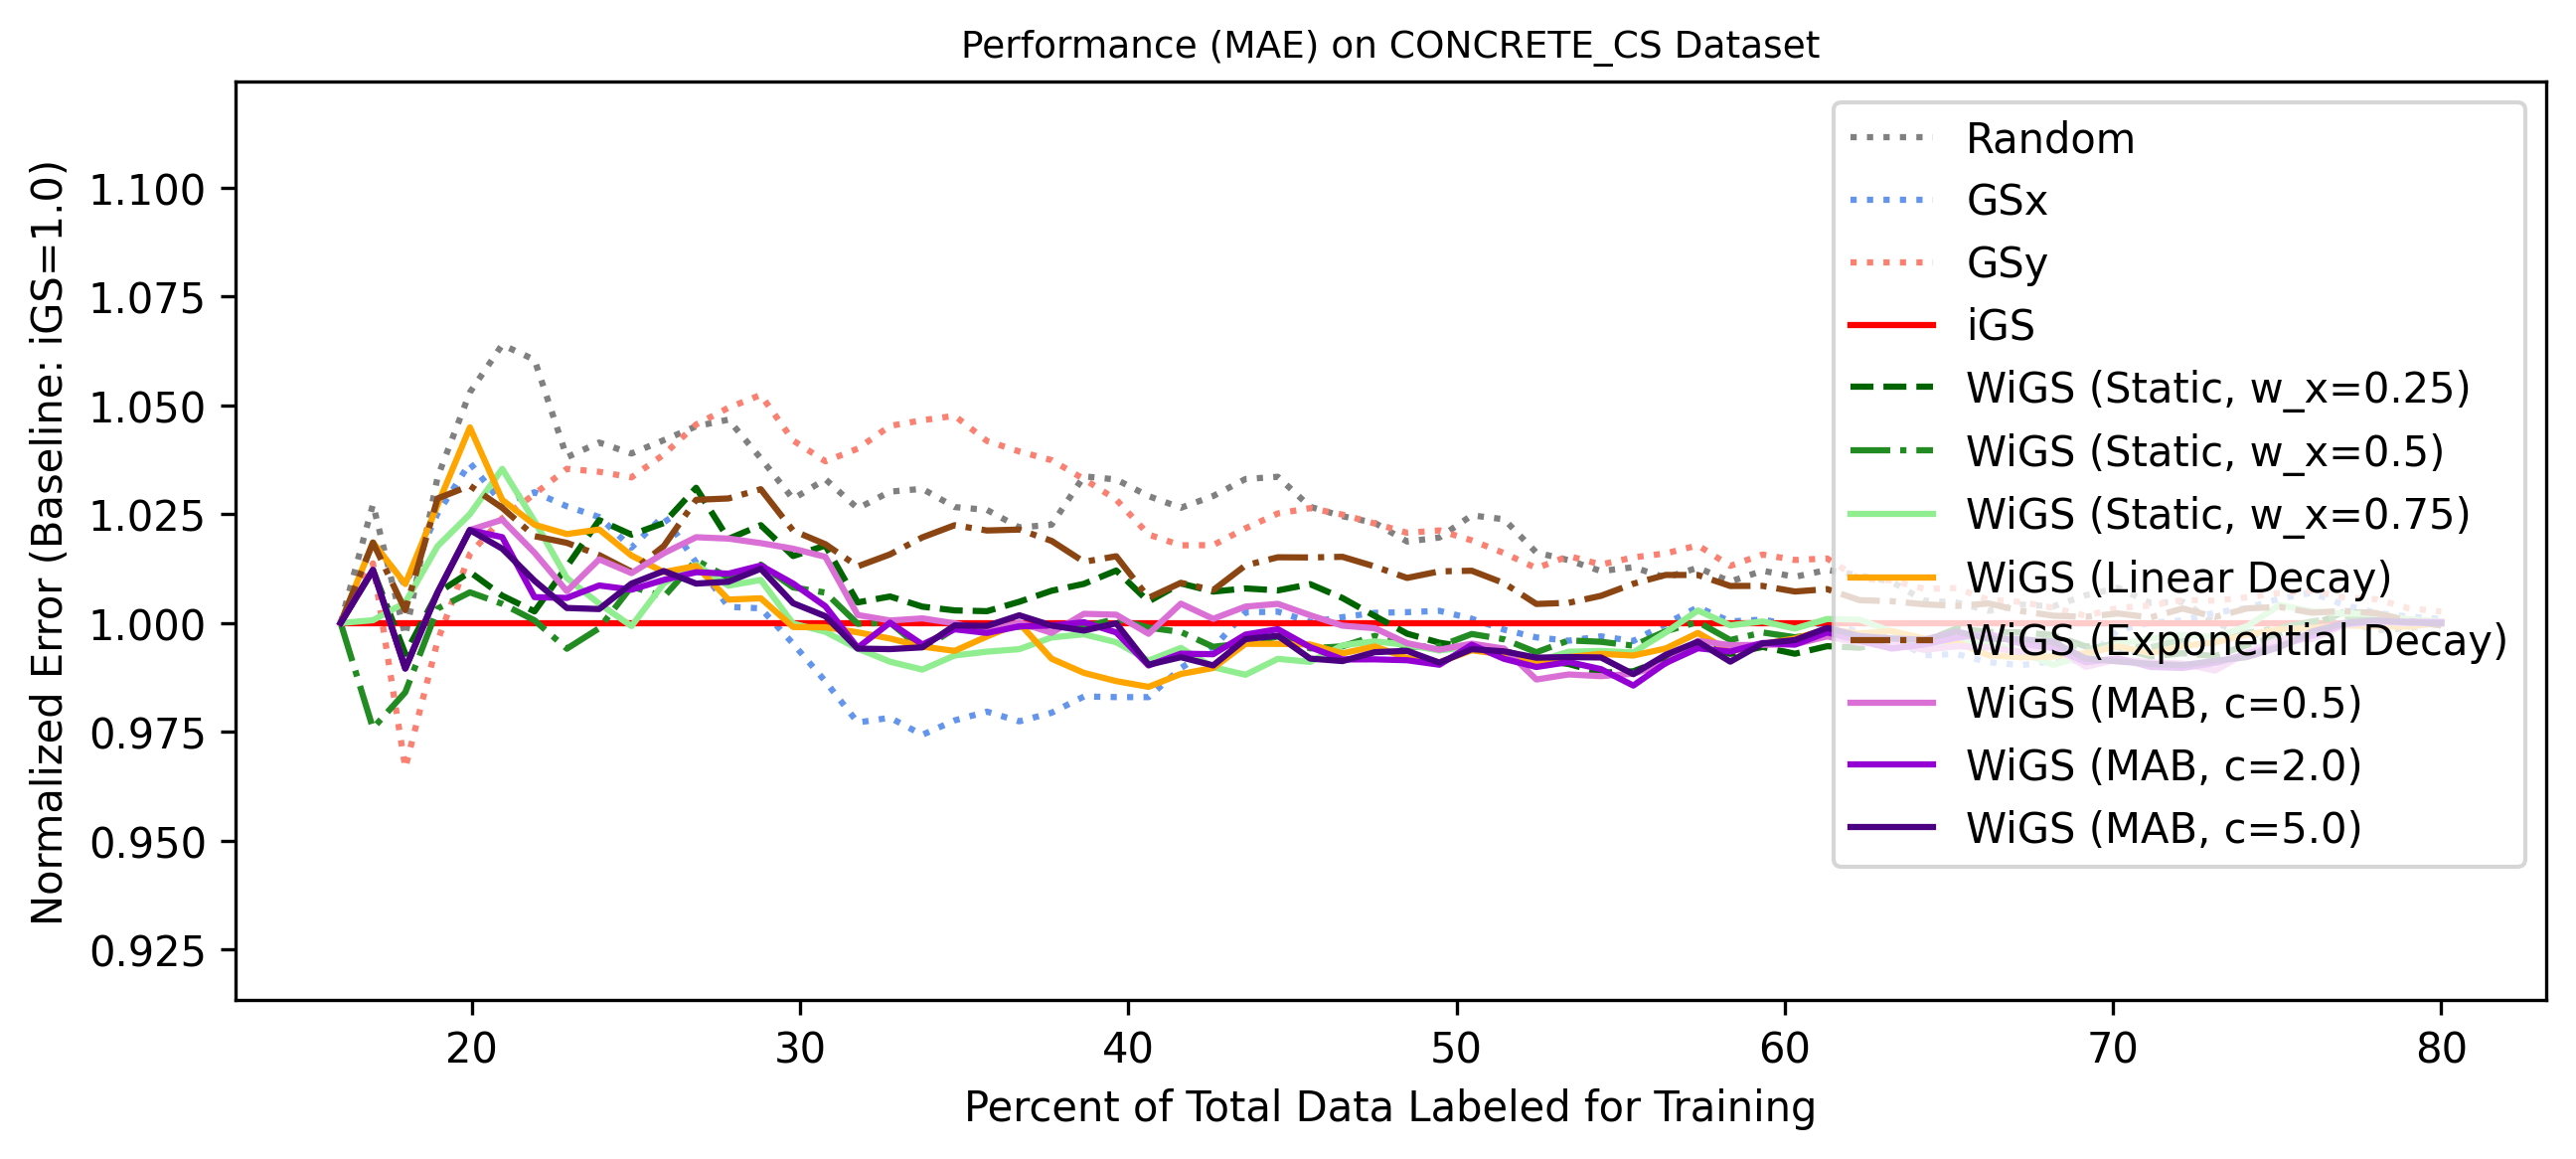 Performance (MAE) on CONCRETE_CS Dataset
Normalized Error (Baseline: iGS=1.0)
1.100
1.075
1.050
1.025
1.000
0.975
0.950
0.925
Random
GSx
GSy
iGS
WiGS (Static, w_x=0.25)
WiGS (Static, w_x=0.5)
WiGS (Static, w_x=0.75)
WiGS (Linear Decay)
WiGS (Exponential Decay)
WiGS (MAB, c=0.5)
WiGS (MAB, c=2.0)
WiGS (MAB, c=5.0)
20 30 40 50 60 70 80
Percent of Total Data Labeled for Training